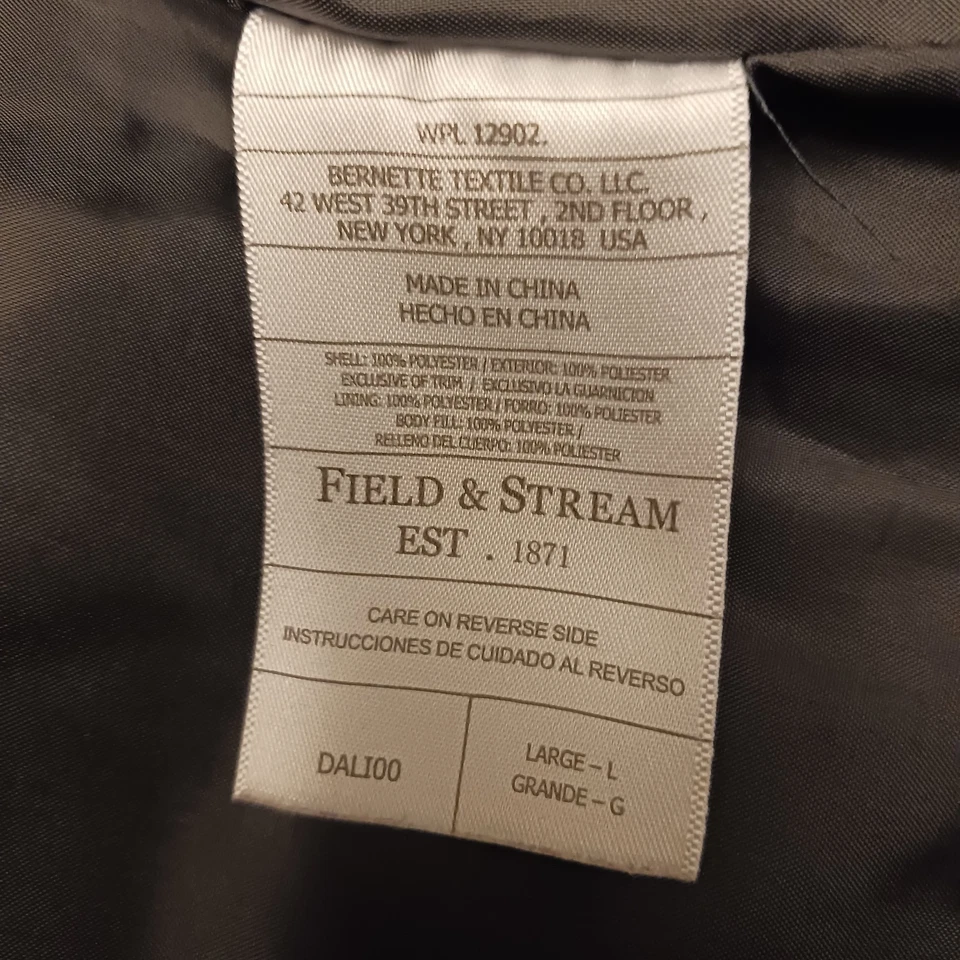 WPL 12902.
BERNETTE TEXTILE CO. LLC.
42 WEST 39TH STREET , 2ND FLOOR ,
NEW YORK , NY 10018 USA
MADE IN CHINA
HECHO EN CHINA
SHELL: 100% POLYESTER / EXTERIOR: 100% POLIESTER
EXCLUSIVE OF TRIM / EXCLUSIVO LA GUARNICION
LINING: 100% POLYESTER / FORRO: 100% POLIESTER
BODY FILL: 100% POLYESTER /
RELLENO DEL CUERPO: 100% POLIESTER
FIELD & STREAM
EST . 1871
CARE ON REVERSE SIDE
INSTRUCCIONES DE CUIDADO AL REVERSO
DALI00
LARGE – L
GRANDE – G